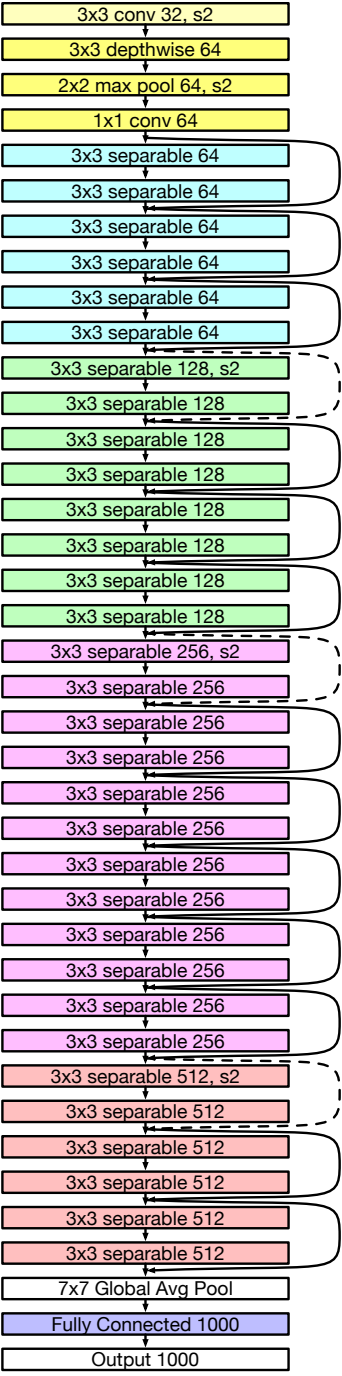 3x3 conv 32, s2
3x3 depthwise 64
2x2 max pool 64, s2
1x1 conv 64
3x3 separable 64
3x3 separable 64
3x3 separable 64
3x3 separable 64
3x3 separable 64
3x3 separable 64
3x3 separable 128, s2
3x3 separable 128
3x3 separable 128
3x3 separable 128
3x3 separable 128
3x3 separable 128
3x3 separable 128
3x3 separable 128
3x3 separable 256, s2
3x3 separable 256
3x3 separable 256
3x3 separable 256
3x3 separable 256
3x3 separable 256
3x3 separable 256
3x3 separable 256
3x3 separable 256
3x3 separable 256
3x3 separable 256
3x3 separable 256
3x3 separable 512, s2
3x3 separable 512
3x3 separable 512
3x3 separable 512
3x3 separable 512
3x3 separable 512
7x7 Global Avg Pool
Fully Connected 1000
Output 1000